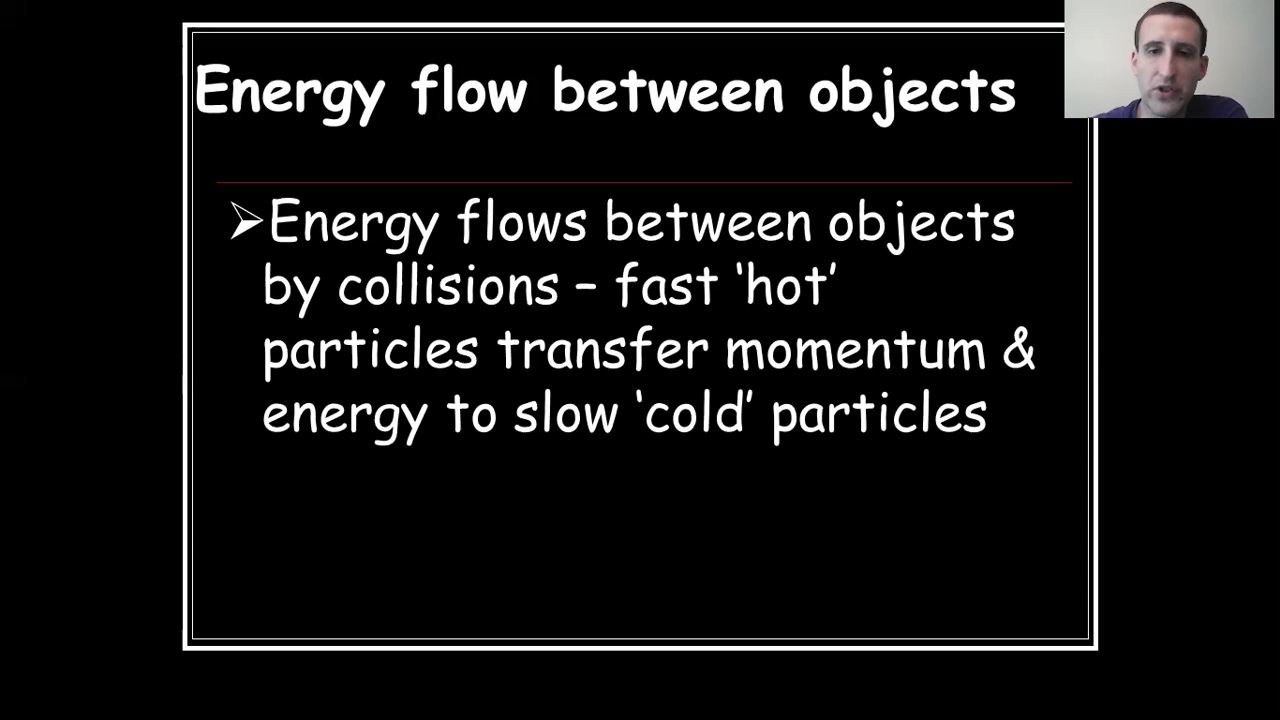 Energy flow between objects
➢Energy flows between objects
by collisions – fast ‘hot’
particles transfer momentum &
energy to slow ‘cold’ particles